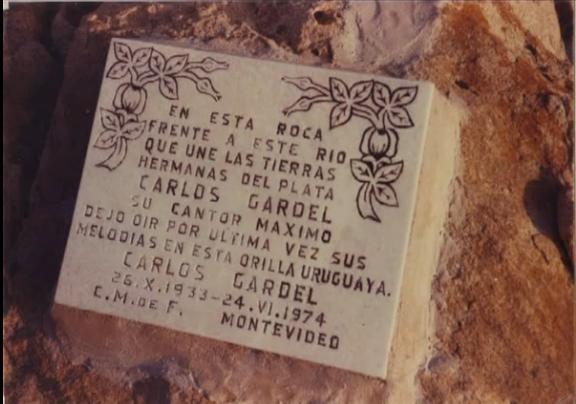 EN ESTA ROCA
FRENTE A ESTE RIO
QUE UNE LAS TIERRAS
HERMANAS DEL PLATA
CARLOS GARDEL
SU CANTOR MAXIMO
DEJO OIR POR ULTIMA VEZ SUS
MELODIAS EN ESTA ORILLA URUGUAYA.
CARLOS GARDEL
26.X.1933-24.VI.1974
C.M. DE F. MONTEVIDEO